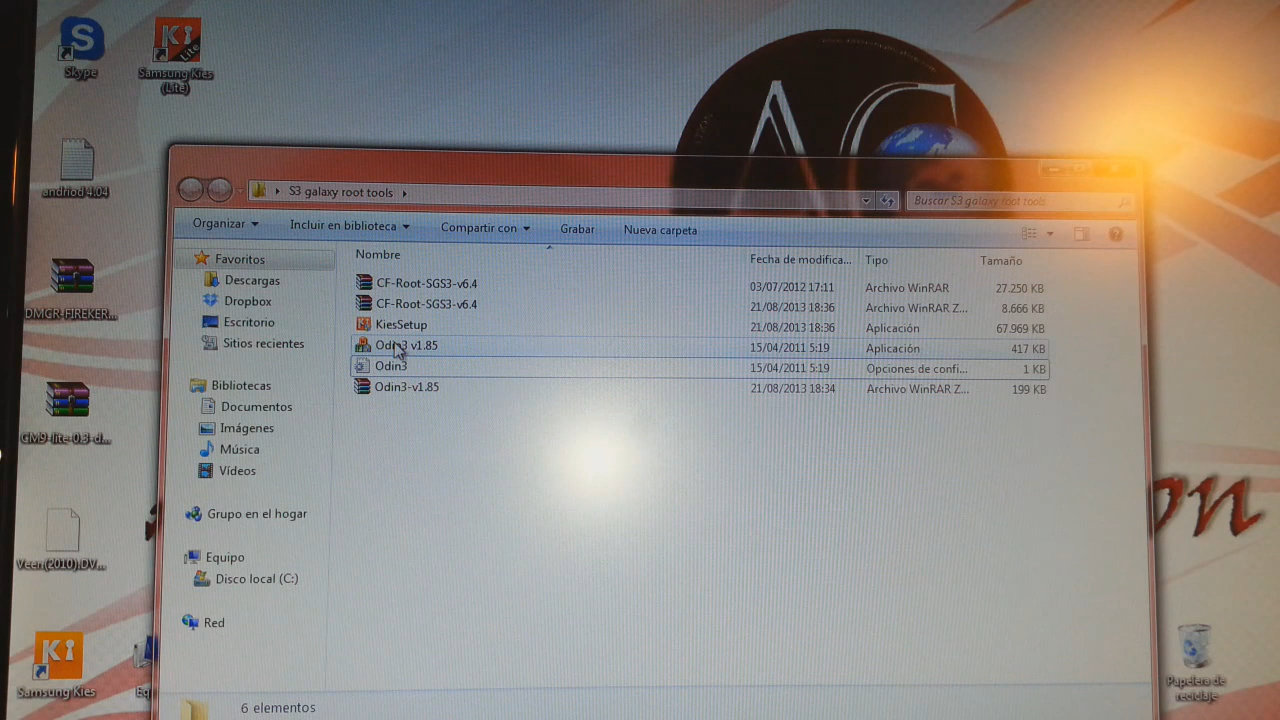 Skype
Samsung Kies
(Lite)
andriod 4.04
DMCR-FIREKER...
CM9-lite-0.3-d...
Veen(2010).DV...
Samsung Kies
AG
S3 galaxy root tools
Buscar S3 galaxy root tools
Organizar
Incluir en biblioteca
Compartir con
Grabar
Nueva carpeta
Favoritos
Descargas
Dropbox
Escritorio
Sitios recientes
Bibliotecas
Documentos
Imágenes
Música
Vídeos
Grupo en el hogar
Equipo
Disco local (C:)
Red
Nombre Fecha de modifica... Tipo Tamaño
CF-Root-SGS3-v6.4 03/07/2012 17:11 Archivo WinRAR 27.250 KB
CF-Root-SGS3-v6.4 21/08/2013 18:36 Archivo WinRAR Z... 8.666 KB
KiesSetup 21/08/2013 18:36 Aplicación 67.969 KB
Odin3 v1.85 15/04/2011 5:19 Aplicación 417 KB
Odin3 15/04/2011 5:19 Opciones de confi... 1 KB
Odin3-v1.85 21/08/2013 18:34 Archivo WinRAR Z... 199 KB
6 elementos
Papelera de
reciclaje